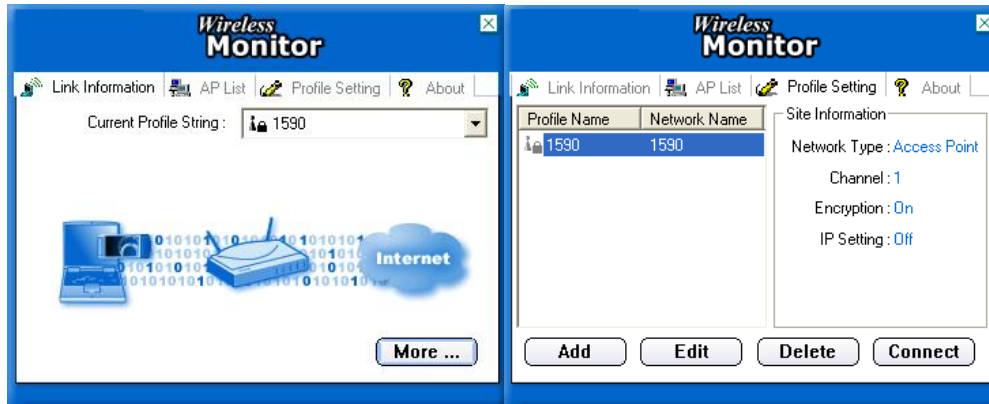 Wireless
Monitor
Link Information AP List Profile Setting About
Current Profile String : 1590
Internet
More ...
Wireless
Monitor
Link Information AP List Profile Setting About
Profile Name Network Name
1590 1590
Site Information
Network Type : Access Point
Channel : 1
Encryption : On
IP Setting : Off
Add Edit Delete Connect